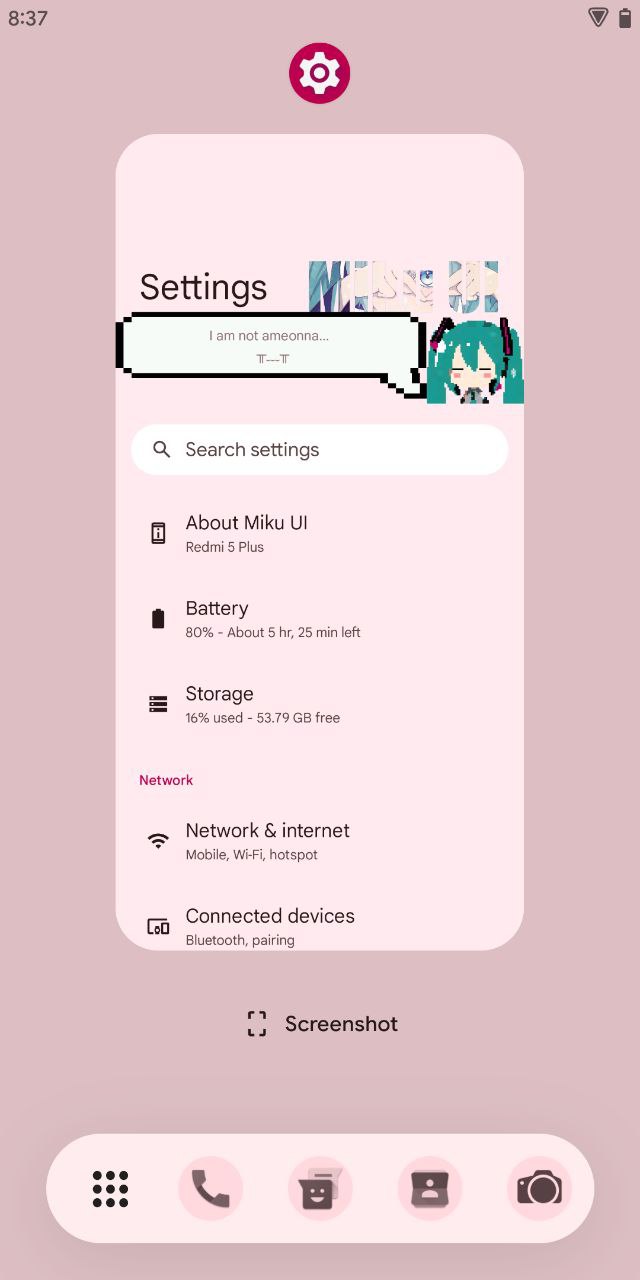 8:37
Settings
Miku UI
I am not ameonna...
╥﹏╥
Search settings
About Miku UI
Redmi 5 Plus
Battery
80% - About 5 hr, 25 min left
Storage
16% used - 53.79 GB free
Network
Network & internet
Mobile, Wi-Fi, hotspot
Connected devices
Bluetooth, pairing
Screenshot